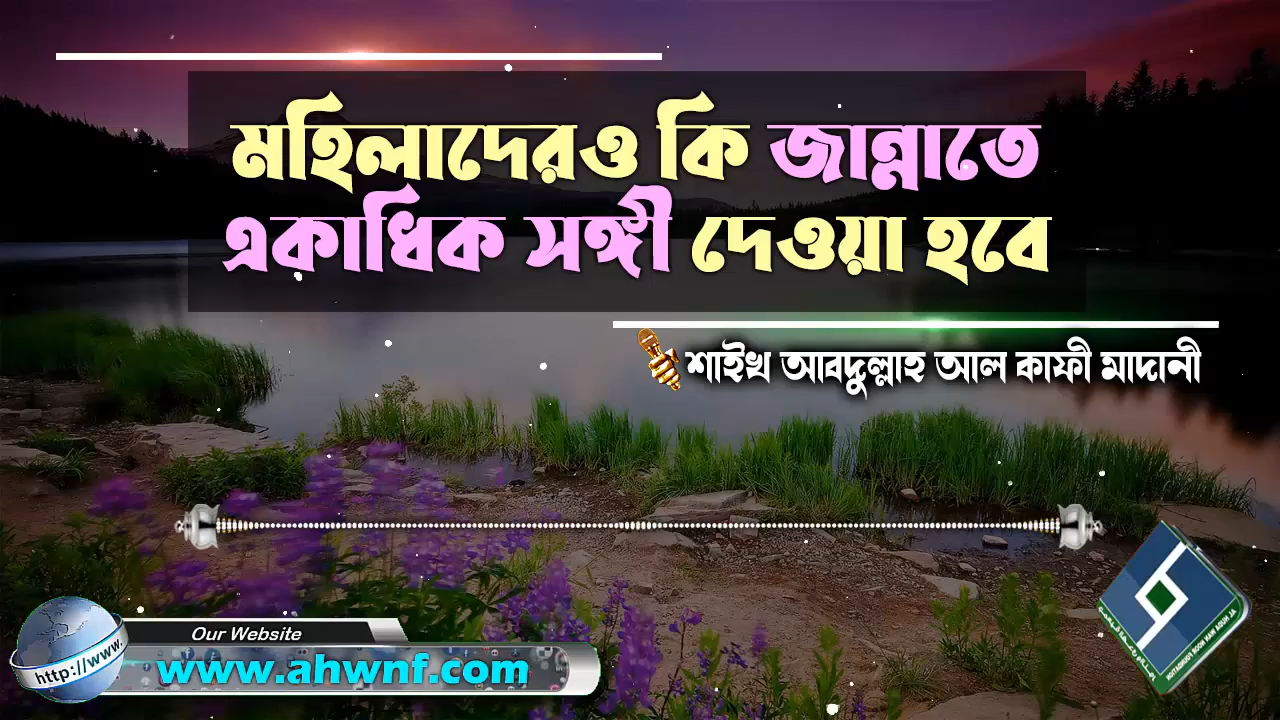 মহিলাদেরও কি জান্নাতে
একাধিক সঙ্গী দেওয়া হবে
শাইখ আবদুল্লাহ আল কাফী মাদানী
Our Website
http://www.
www.ahwnf.com